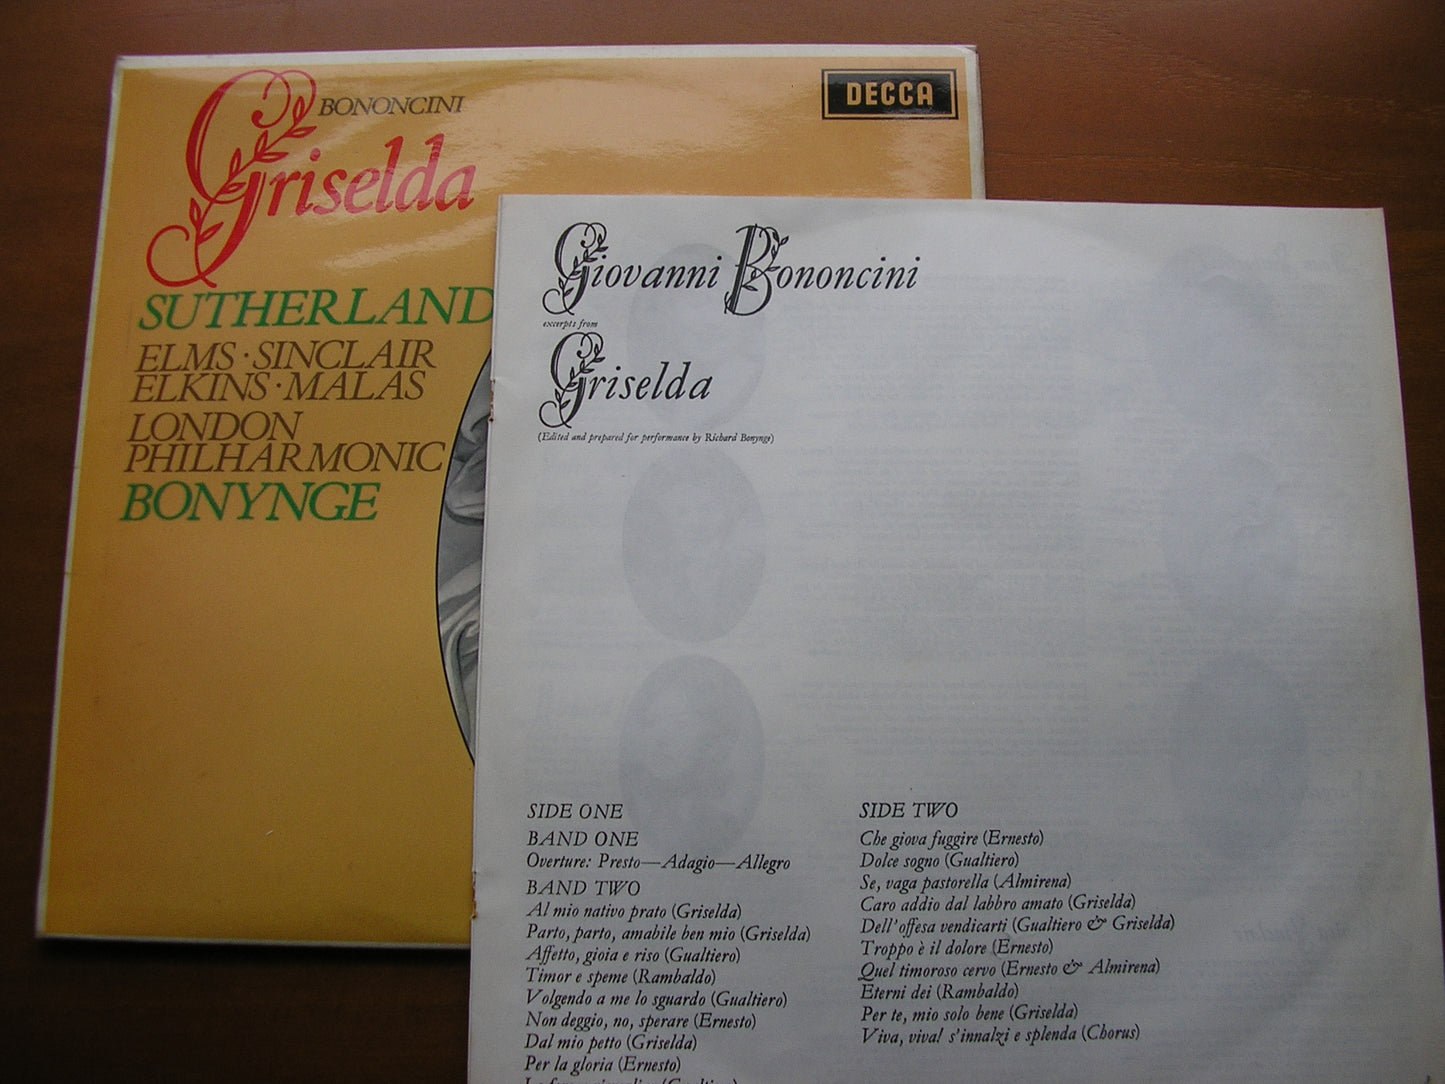 BONONCINI
Griselda
DECCA
SUTHERLAND
ELMS · SINCLAIR
ELKINS · MALAS
LONDON
PHILHARMONIC
BONYNGE
Giovanni Bononcini
excerpts from
Griselda
(Edited and prepared for performance by Richard Bonynge)
SIDE ONE
BAND ONE
Overture: Presto—Adagio—Allegro
BAND TWO
Al mio nativo prato (Griselda)
Parto, parto, amabile ben mio (Griselda)
Affetto, gioia e riso (Gualtiero)
Timor e speme (Rambaldo)
Volgendo a me lo sguardo (Gualtiero)
Non deggio, no, sperare (Ernesto)
Dal mio petto (Griselda)
Per la gloria (Ernesto)
SIDE TWO
Che giova fuggire (Ernesto)
Dolce sogno (Gualtiero)
Se, vaga pastorella (Almirena)
Caro addio dal labbro amato (Griselda)
Dell'offesa vendicarti (Gualtiero & Griselda)
Troppo è il dolore (Ernesto)
Quel timoroso cervo (Ernesto & Almirena)
Eterni dei (Rambaldo)
Per te, mio solo bene (Griselda)
Viva, viva! s'innalzi e splenda (Chorus)